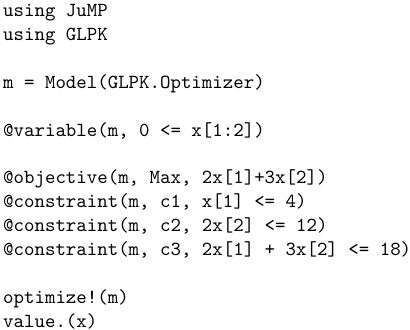 using JuMP
using GLPK
m = Model(GLPK.Optimizer)
@variable(m, 0 <= x[1:2])
@objective(m, Max, 2x[1]+3x[2])
@constraint(m, c1, x[1] <= 4)
@constraint(m, c2, 2x[2] <= 12)
@constraint(m, c3, 2x[1] + 3x[2] <= 18)
optimize!(m)
value.(x)